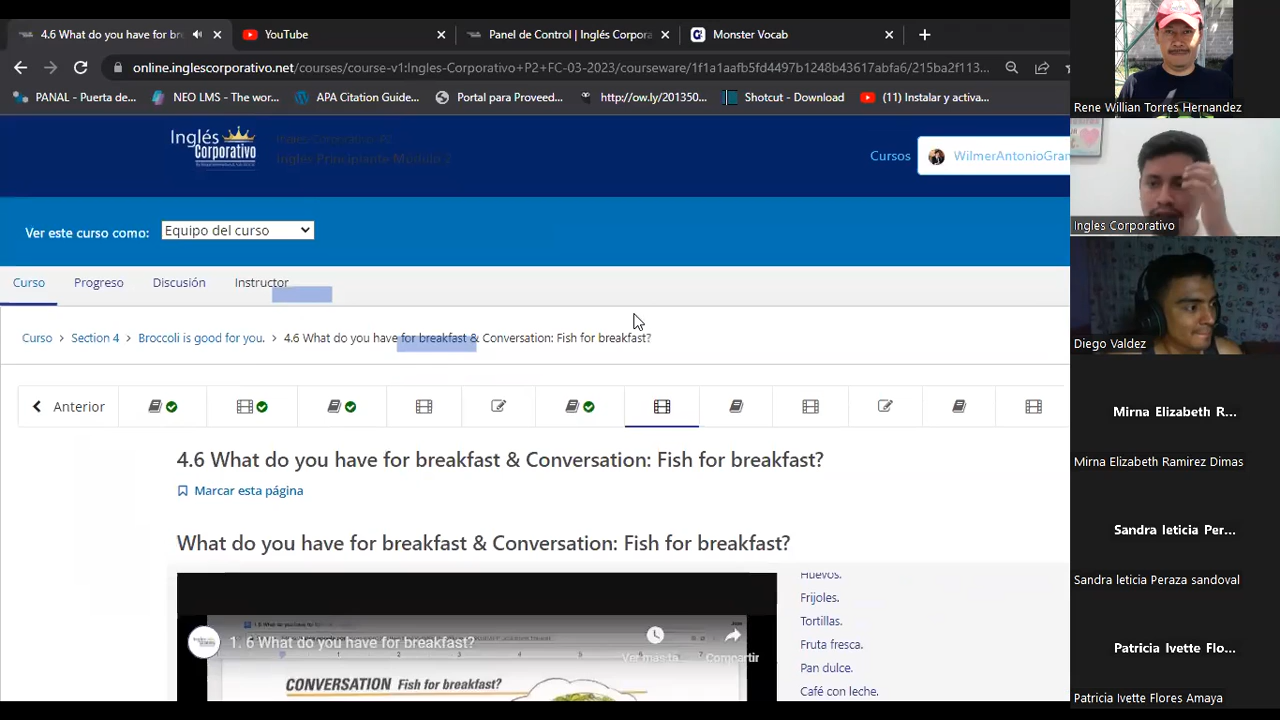 4.6 What do you have for br
YouTube
Panel de Control | Inglés Corpora
Monster Vocab
online.inglescorporativo.net/courses/course-v1:Ingles-
P2+FC-03-2023/courseware/1f1a1aafb5fd4497b1248b43617abfa6/215ba2f113...
PANAL - Puerta de...
NEO LMS - The wor...
APA Citation Guide...
Portal para Proveed...
http://ow.ly/201350...
Shotcut - Download
(11) Instalar y activa...
Inglés
corporativo
Inglés Principiante Módulo 2
Cursos
WilmerAntonioGran
Ver este curso como:
Equipo del curso
Curso
Progreso
Discusión
Instructor
Curso > Section 4 > Broccoli is good for you. > 4.6 What do you have for breakfast & Conversation: Fish for breakfast?
Anterior
4.6 What do you have for breakfast & Conversation: Fish for breakfast?
Marcar esta página
What do you have for breakfast & Conversation: Fish for breakfast?
1. 6 What do you have for breakfast?
Ver más ta...
Compartir
CONVERSATION Fish for breakfast?
Huevos.
Frijoles.
Tortillas.
Fruta fresca.
Pan dulce.
Café con leche.
Rene Willian Torres Hernandez
Ingles Corporativo
Diego Valdez
Mirna Elizabeth R...
Mirna Elizabeth Ramirez Dimas
Sandra leticia Per...
Sandra leticia Peraza sandoval
Patricia Ivette Flo...
Patricia Ivette Flores Amaya